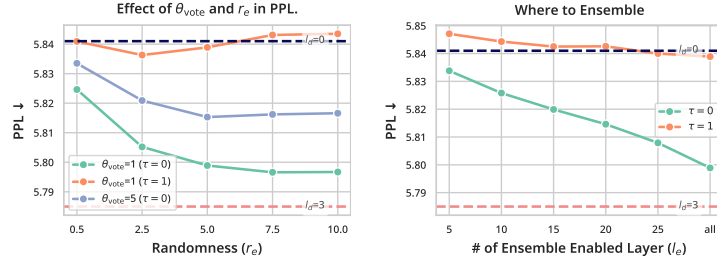 Effect of θvote and re in PPL.
PPL ↓
5.84
5.83
5.82
5.81
5.80
5.79
ld=0
ld=3
θvote=1 (τ = 0)
θvote=1 (τ = 1)
θvote=5 (τ = 0)
0.5 2.5 5.0 7.5 10.0
Randomness (re)
Where to Ensemble
PPL ↓
5.85
5.84
5.83
5.82
5.81
5.80
5.79
ld=0
τ = 0
τ = 1
ld=3
5 10 15 20 25 all
# of Ensemble Enabled Layer (le)